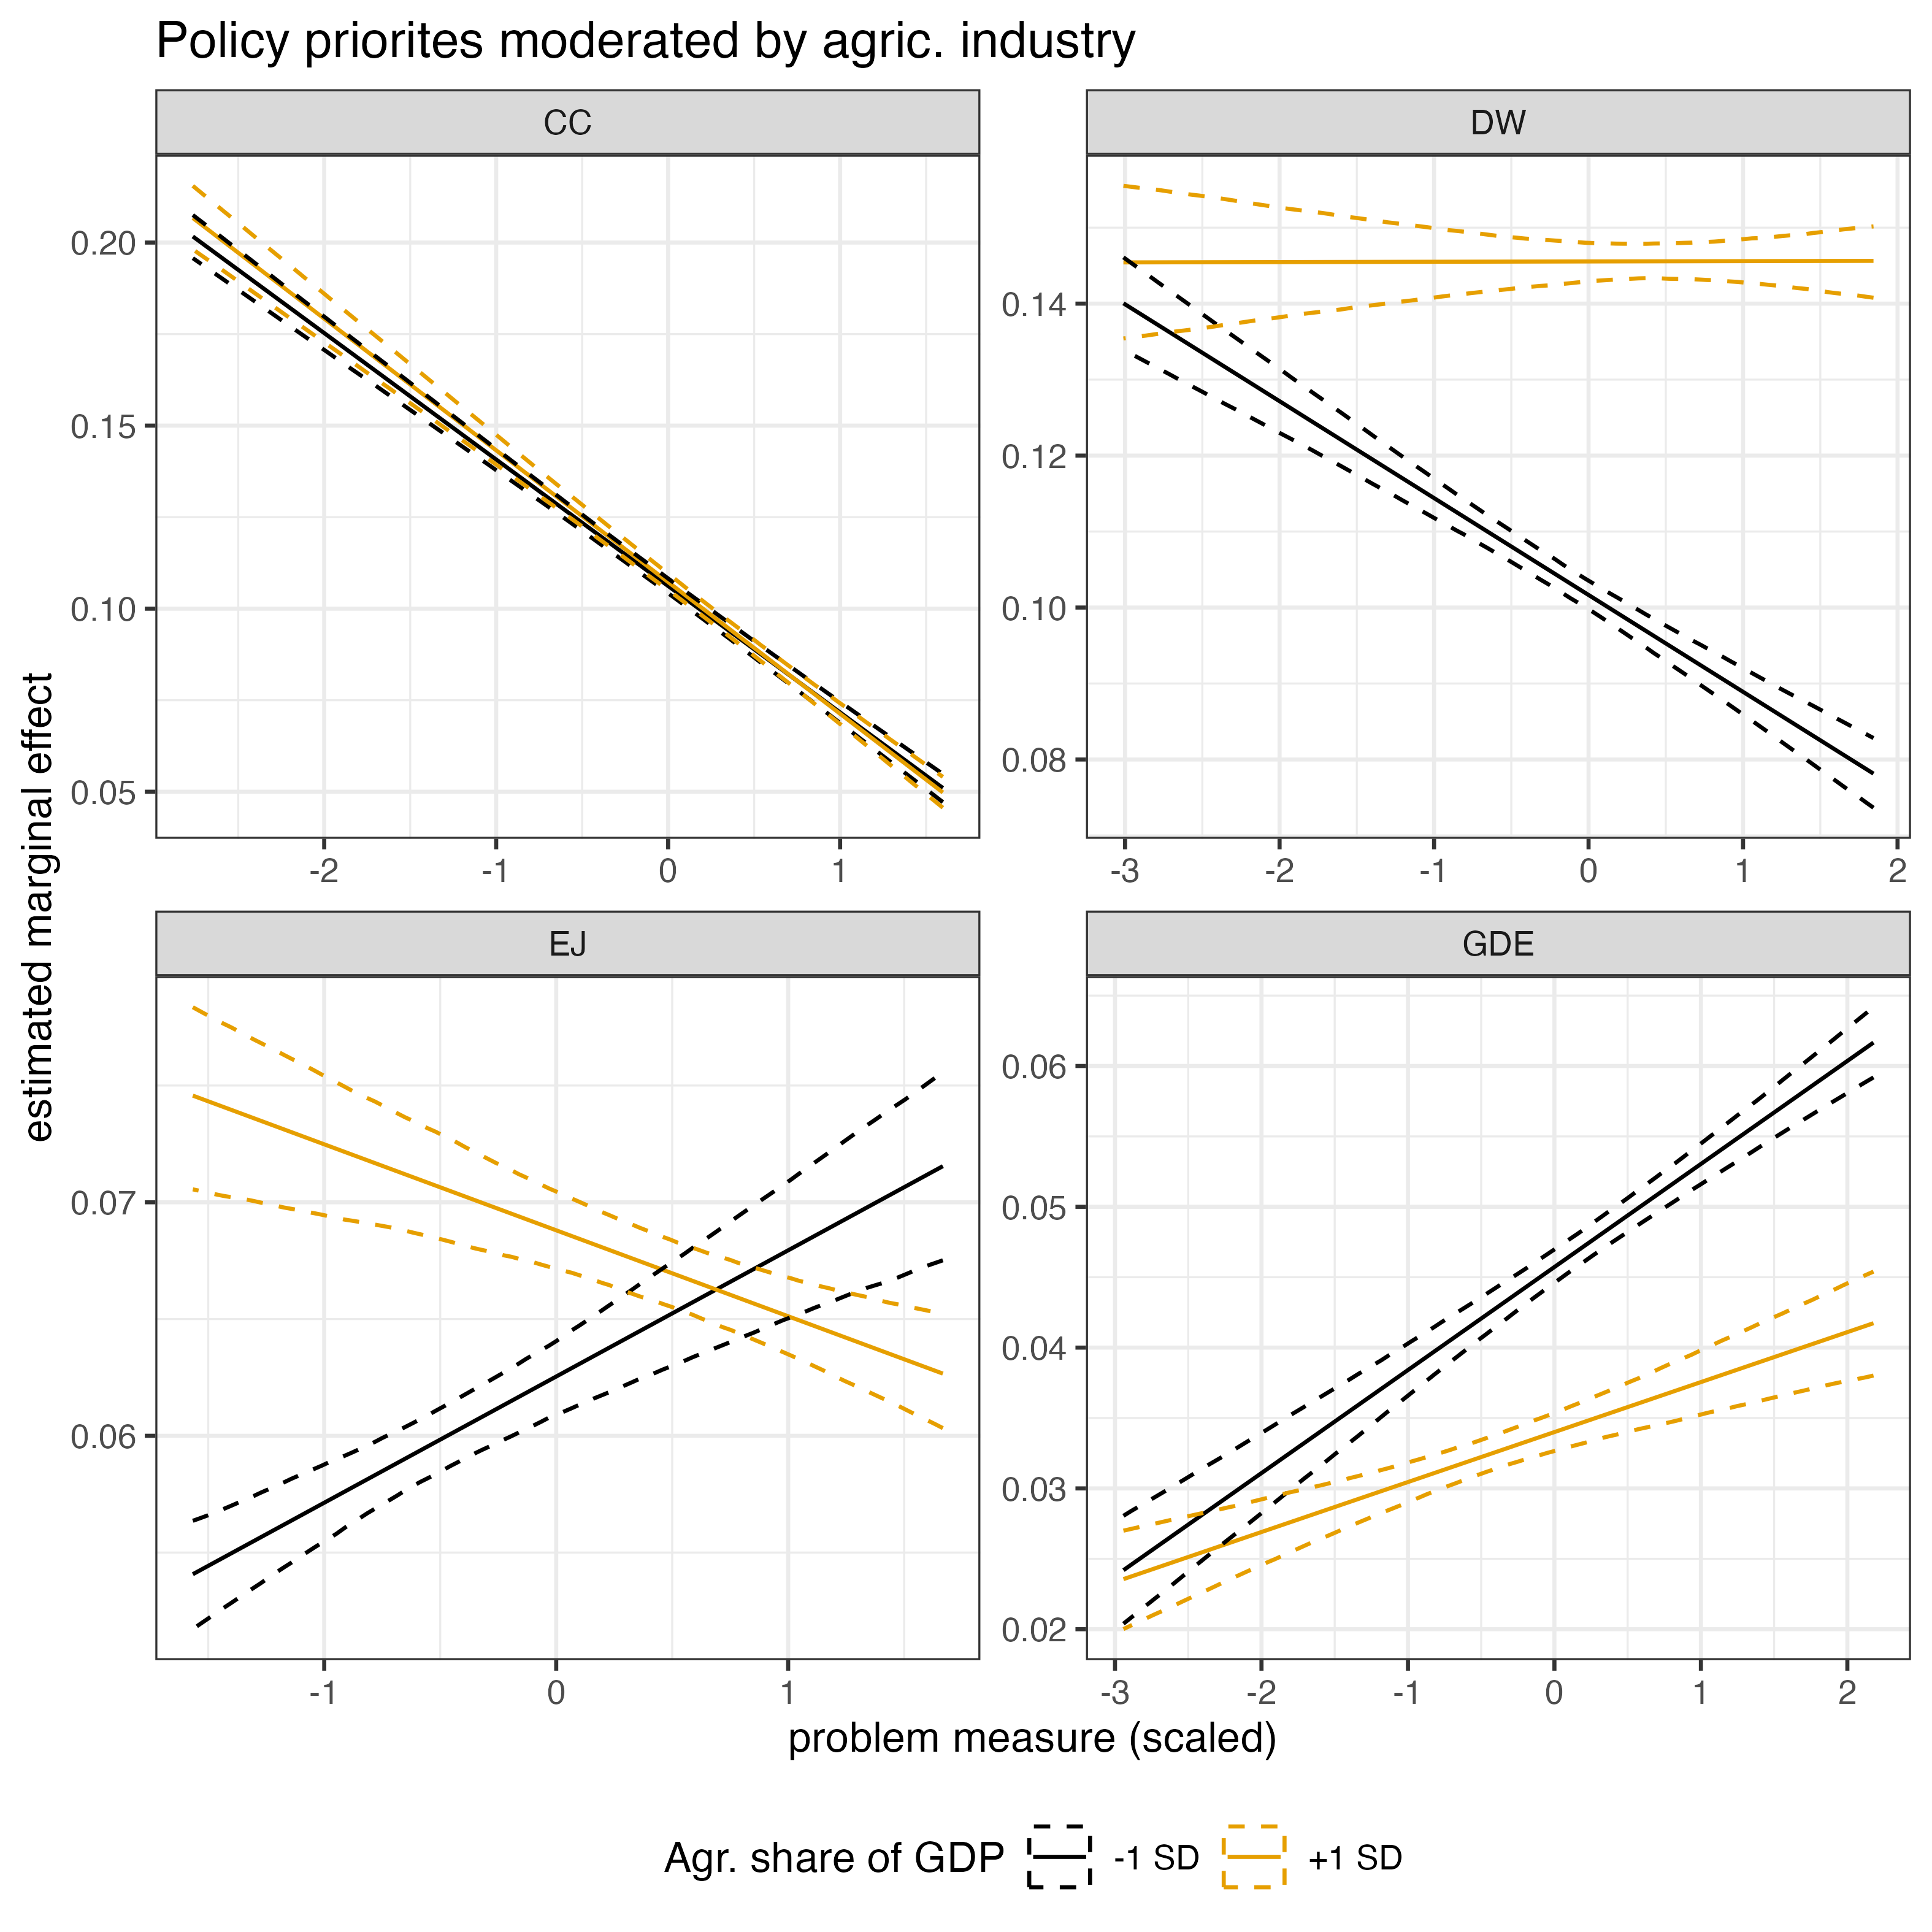 Policy priorites moderated by agric. industry
CC
DW
0.20
0.15
0.10
0.05
0.14
0.12
0.10
0.08
-2 -1 0 1
-3 -2 -1 0 1 2
EJ
GDE
0.07
0.06
0.06
0.05
0.04
0.03
0.02
-1 0 1
-3 -2 -1 0 1 2
estimated marginal effect
problem measure (scaled)
Agr. share of GDP -1 SD +1 SD